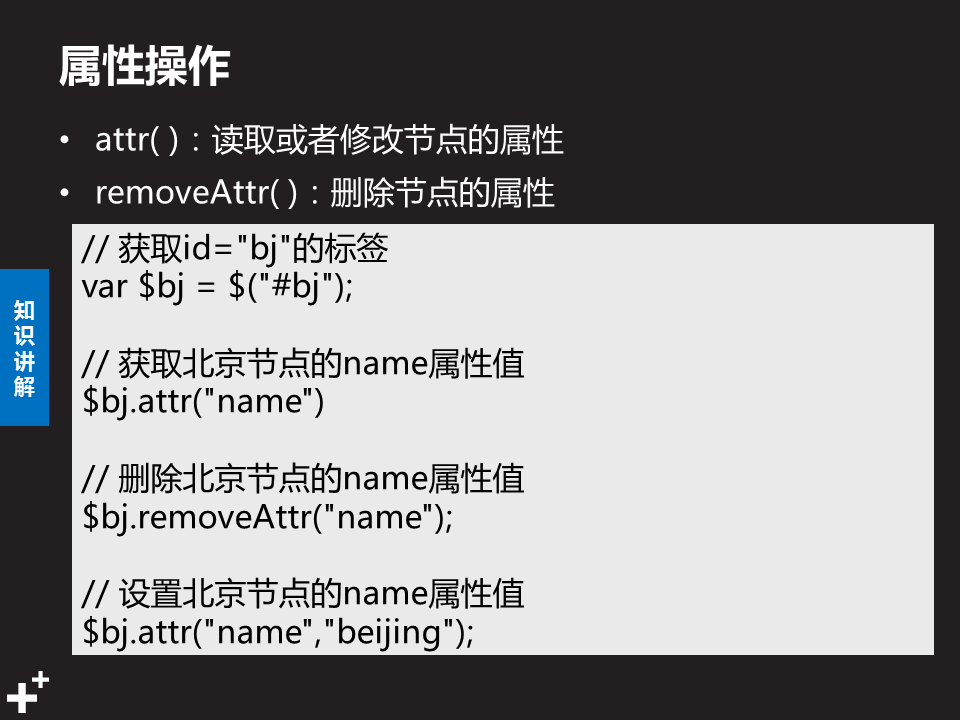 属性操作
• attr( )：读取或者修改节点的属性
• removeAttr( )：删除节点的属性
// 获取id="bj"的标签
var $bj = $("#bj");
// 获取北京节点的name属性值
$bj.attr("name")
// 删除北京节点的name属性值
$bj.removeAttr("name");
// 设置北京节点的name属性值
$bj.attr("name","beijing");
知识讲解